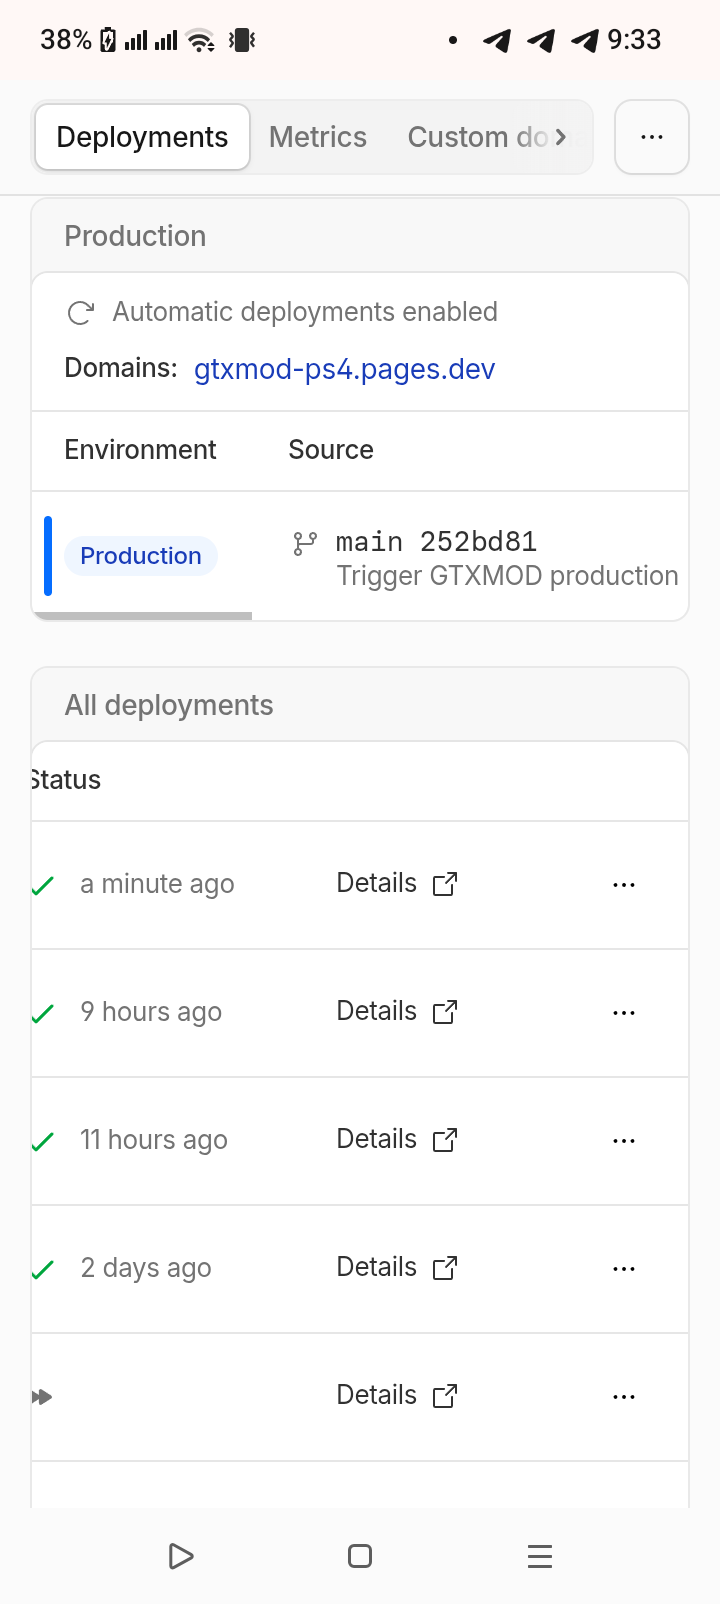 38% 9:33
Deployments Metrics Custom do
Production
Automatic deployments enabled
Domains: gtxmod-ps4.pages.dev
Environment Source
Production main 252bd81
Trigger GTXMOD production
All deployments
Status
a minute ago Details
9 hours ago Details
11 hours ago Details
2 days ago Details
Details